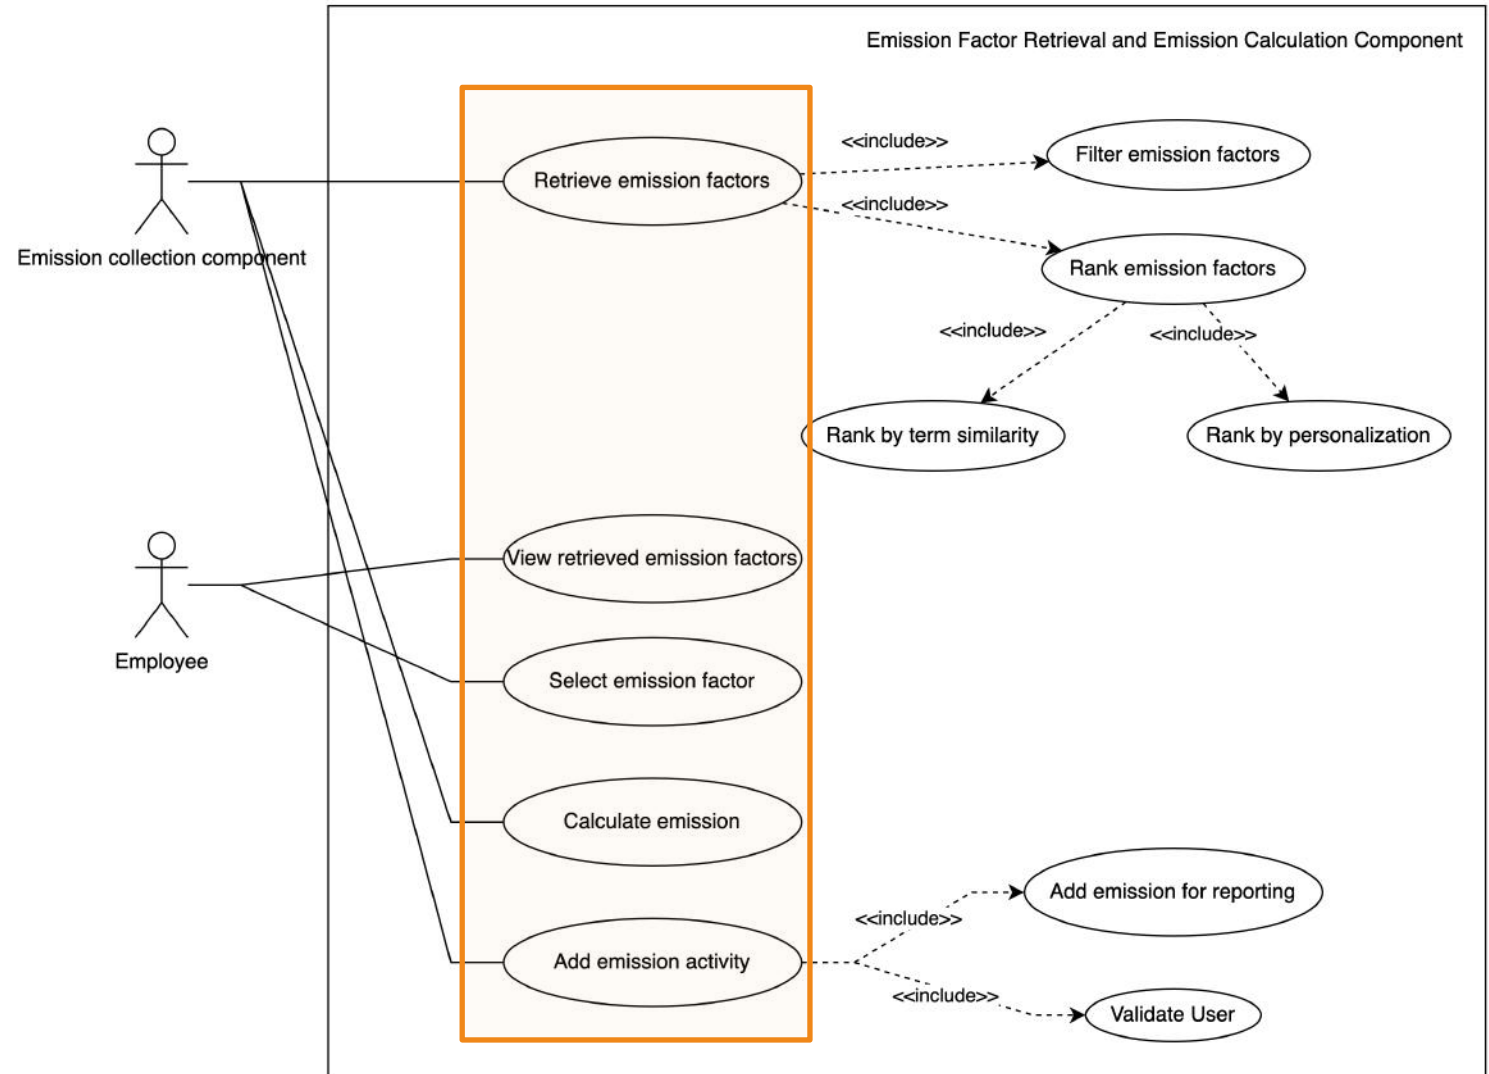 Emission Factor Retrieval and Emission Calculation Component
<<include>>
Filter emission factors
Retrieve emission factors
<<include>>
Emission collection component
Rank emission factors
<<include>>
<<include>>
Rank by term similarity
Rank by personalization
View retrieved emission factors
Employee
Select emission factor
Calculate emission
Add emission for reporting
<<include>>
Add emission activity
<<include>>
Validate User